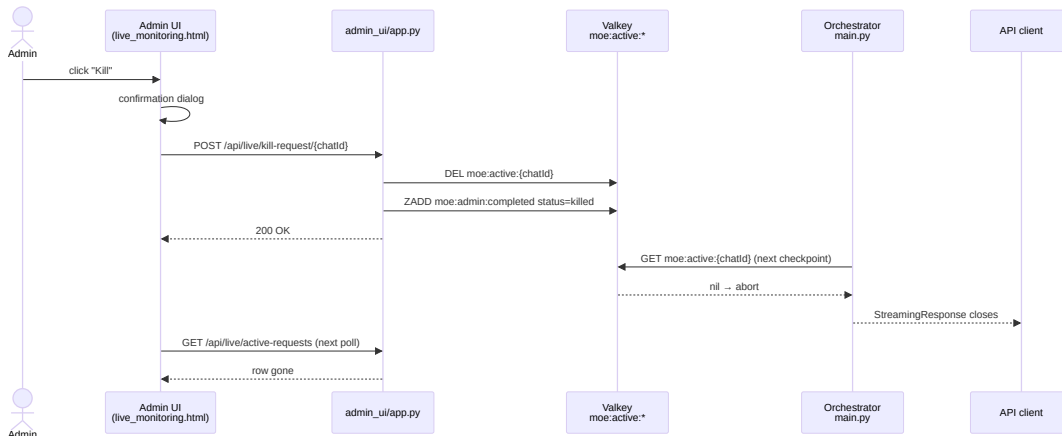 Admin UI
(live_monitoring.html)
admin_ui/app.py
Valkey
moe:active:*
Orchestrator
main.py
API client
Admin
click "Kill"
confirmation dialog
POST /api/live/kill-request/{chatId}
DEL moe:active:{chatId}
ZADD moe:admin:completed status=killed
200 OK
GET moe:active:{chatId} (next checkpoint)
nil → abort
StreamingResponse closes
GET /api/live/active-requests (next poll)
row gone
Admin UI
(live_monitoring.html)
admin_ui/app.py
Valkey
moe:active:*
Orchestrator
main.py
API client
Admin